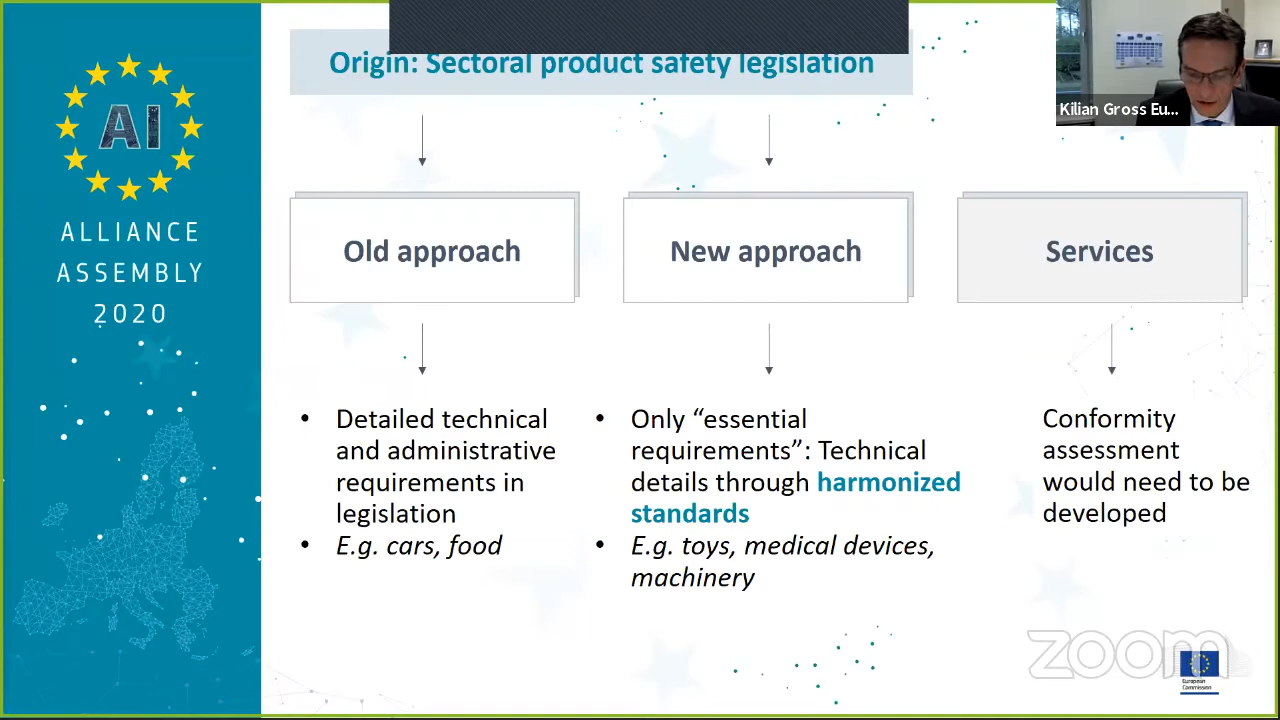 Origin: Sectoral product safety legislation
Kilian Gross Eu...
AI
ALLIANCE
ASSEMBLY
2020
Old approach
New approach
Services
• Detailed technical
and administrative
requirements in
legislation
• E.g. cars, food
• Only “essential
requirements”: Technical
details through harmonized
standards
• E.g. toys, medical devices,
machinery
Conformity
assessment
would need to be
developed
zoom
European
Commission